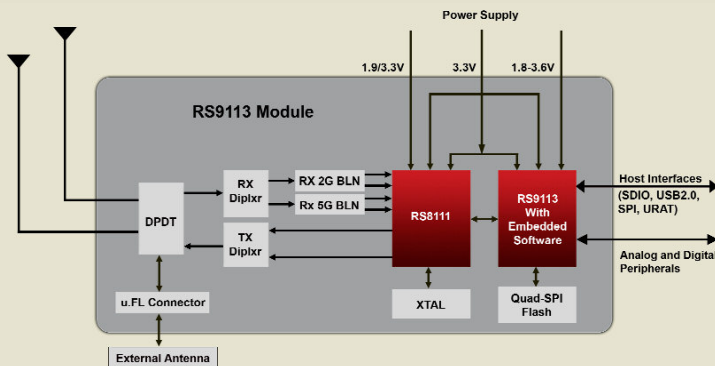 Power Supply
1.9/3.3V
3.3V
1.8-3.6V
RS9113 Module
DPDT
RX
Diplxr
TX
Diplxr
RX 2G BLN
Rx 5G BLN
RS8111
RS9113
With
Embedded
Software
Host Interfaces
(SDIO, USB2.0,
SPI, URAT)
Analog and Digital
Peripherals
u.FL Connector
XTAL
Quad-SPI
Flash
External Antenna